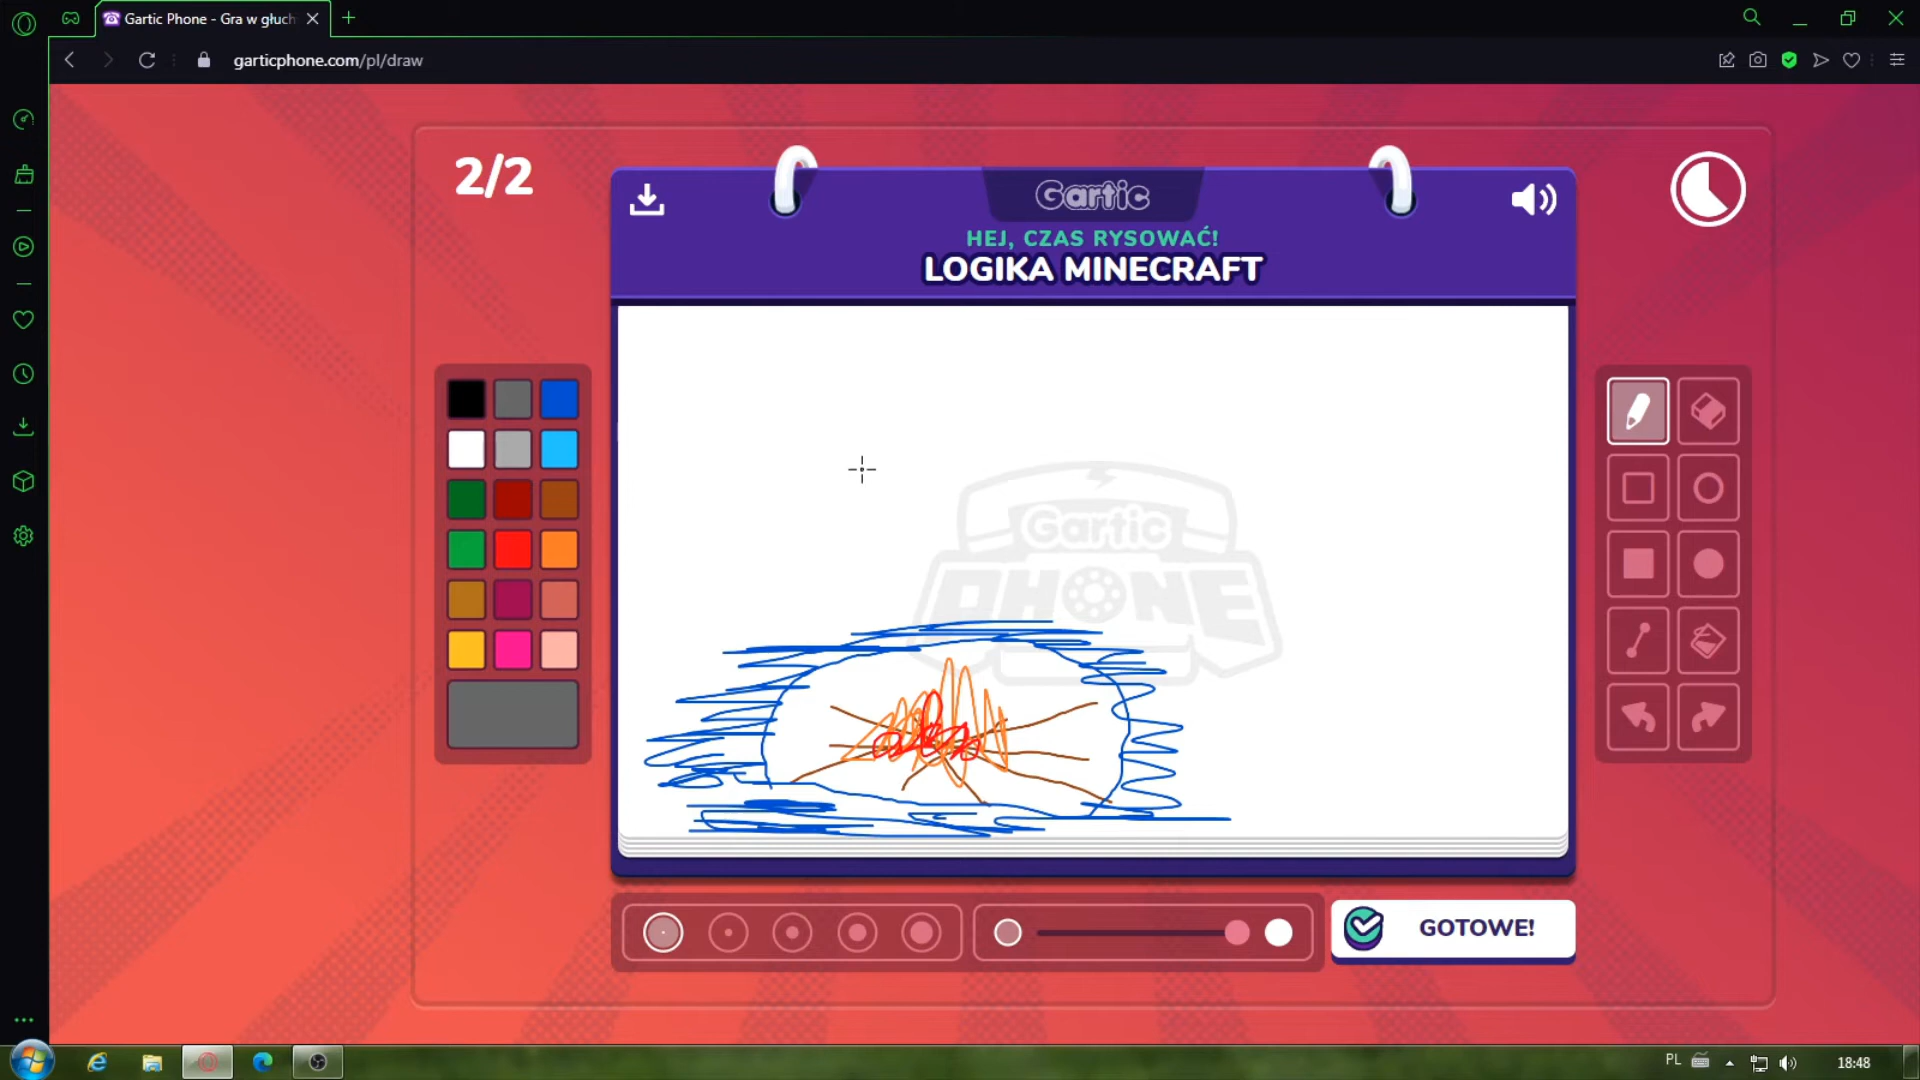 Gartic Phone - Gra w głuch
garticphone.com/pl/draw
2/2
Gartic
HEJ, CZAS RYSOWAĆ!
LOGIKA MINECRAFT
Gartic
PHONE
GOTOWE!
PL
18:48